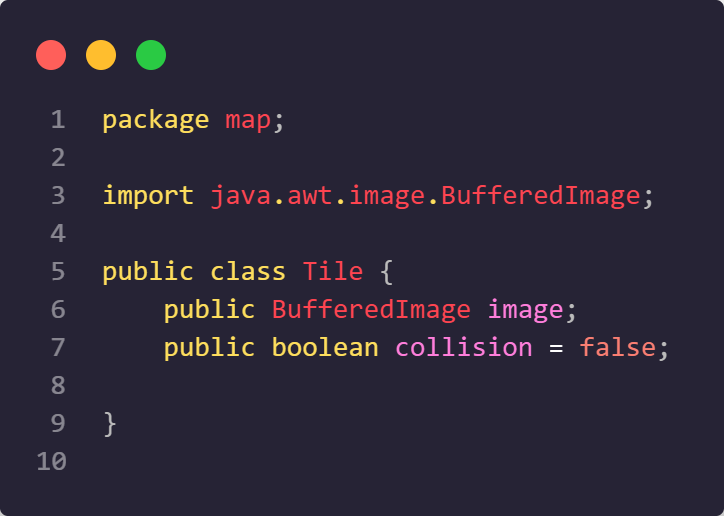 1 package map;
2
3 import java.awt.image.BufferedImage;
4
5 public class Tile {
6     public BufferedImage image;
7     public boolean collision = false;
8
9 }
10